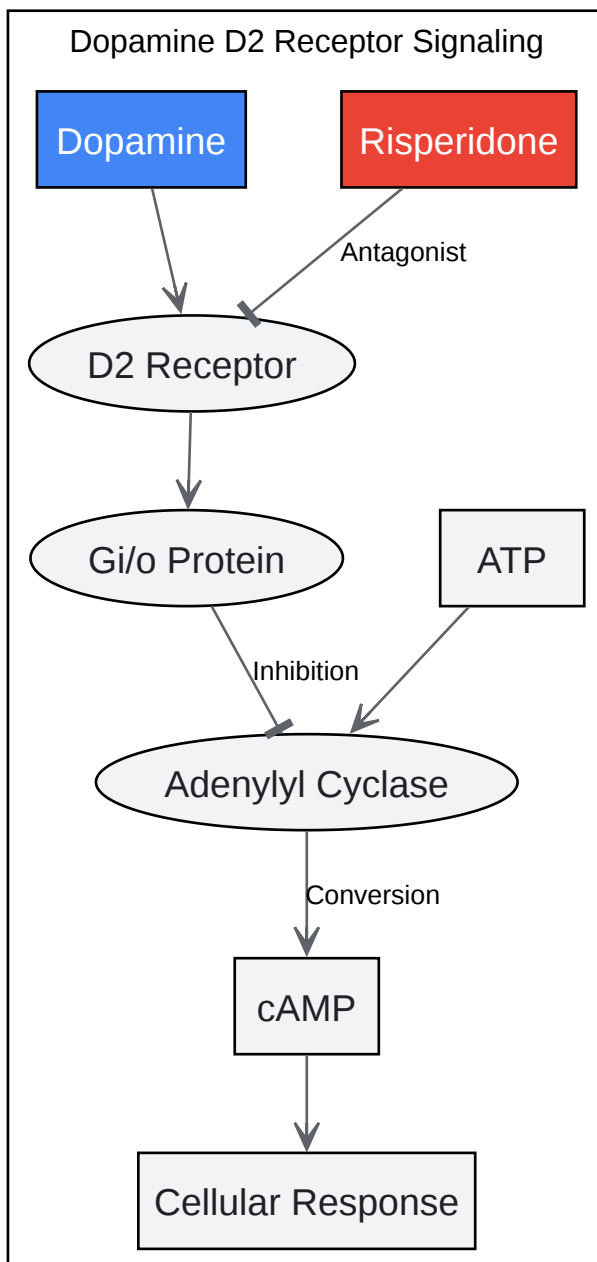 Dopamine D2 Receptor Signaling
Dopamine
Risperidone
Antagonist
D2 Receptor
Gi/o Protein
ATP
Inhibition
Adenylyl Cyclase
Conversion
cAMP
Cellular Response